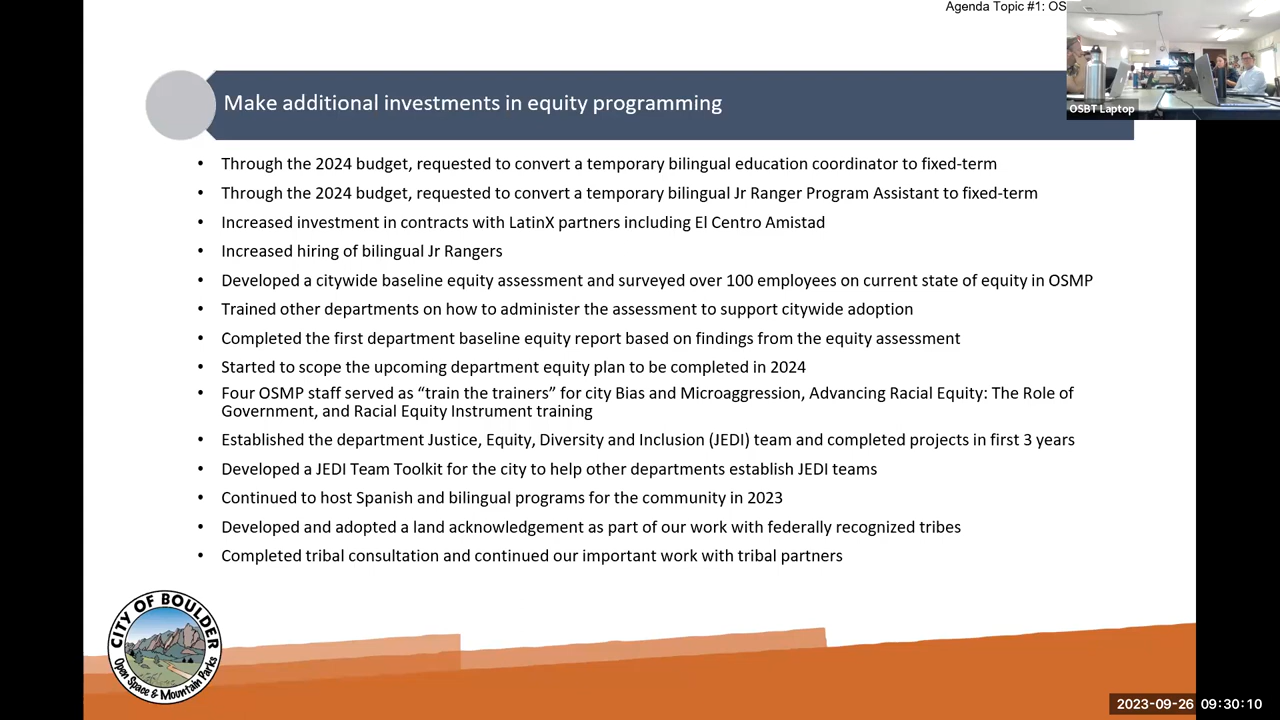 Agenda Topic #1: OS
OSBT Laptop
Make additional investments in equity programming
• Through the 2024 budget, requested to convert a temporary bilingual education coordinator to fixed-term
• Through the 2024 budget, requested to convert a temporary bilingual Jr Ranger Program Assistant to fixed-term
• Increased investment in contracts with LatinX partners including El Centro Amistad
• Increased hiring of bilingual Jr Rangers
• Developed a citywide baseline equity assessment and surveyed over 100 employees on current state of equity in OSMP
• Trained other departments on how to administer the assessment to support citywide adoption
• Completed the first department baseline equity report based on findings from the equity assessment
• Started to scope the upcoming department equity plan to be completed in 2024
• Four OSMP staff served as “train the trainers” for city Bias and Microaggression, Advancing Racial Equity: The Role of
Government, and Racial Equity Instrument training
• Established the department Justice, Equity, Diversity and Inclusion (JEDI) team and completed projects in first 3 years
• Developed a JEDI Team Toolkit for the city to help other departments establish JEDI teams
• Continued to host Spanish and bilingual programs for the community in 2023
• Developed and adopted a land acknowledgement as part of our work with federally recognized tribes
• Completed tribal consultation and continued our important work with tribal partners
CITY OF BOULDER
Open Space & Mountain Parks
2023-09-26 09:30:10